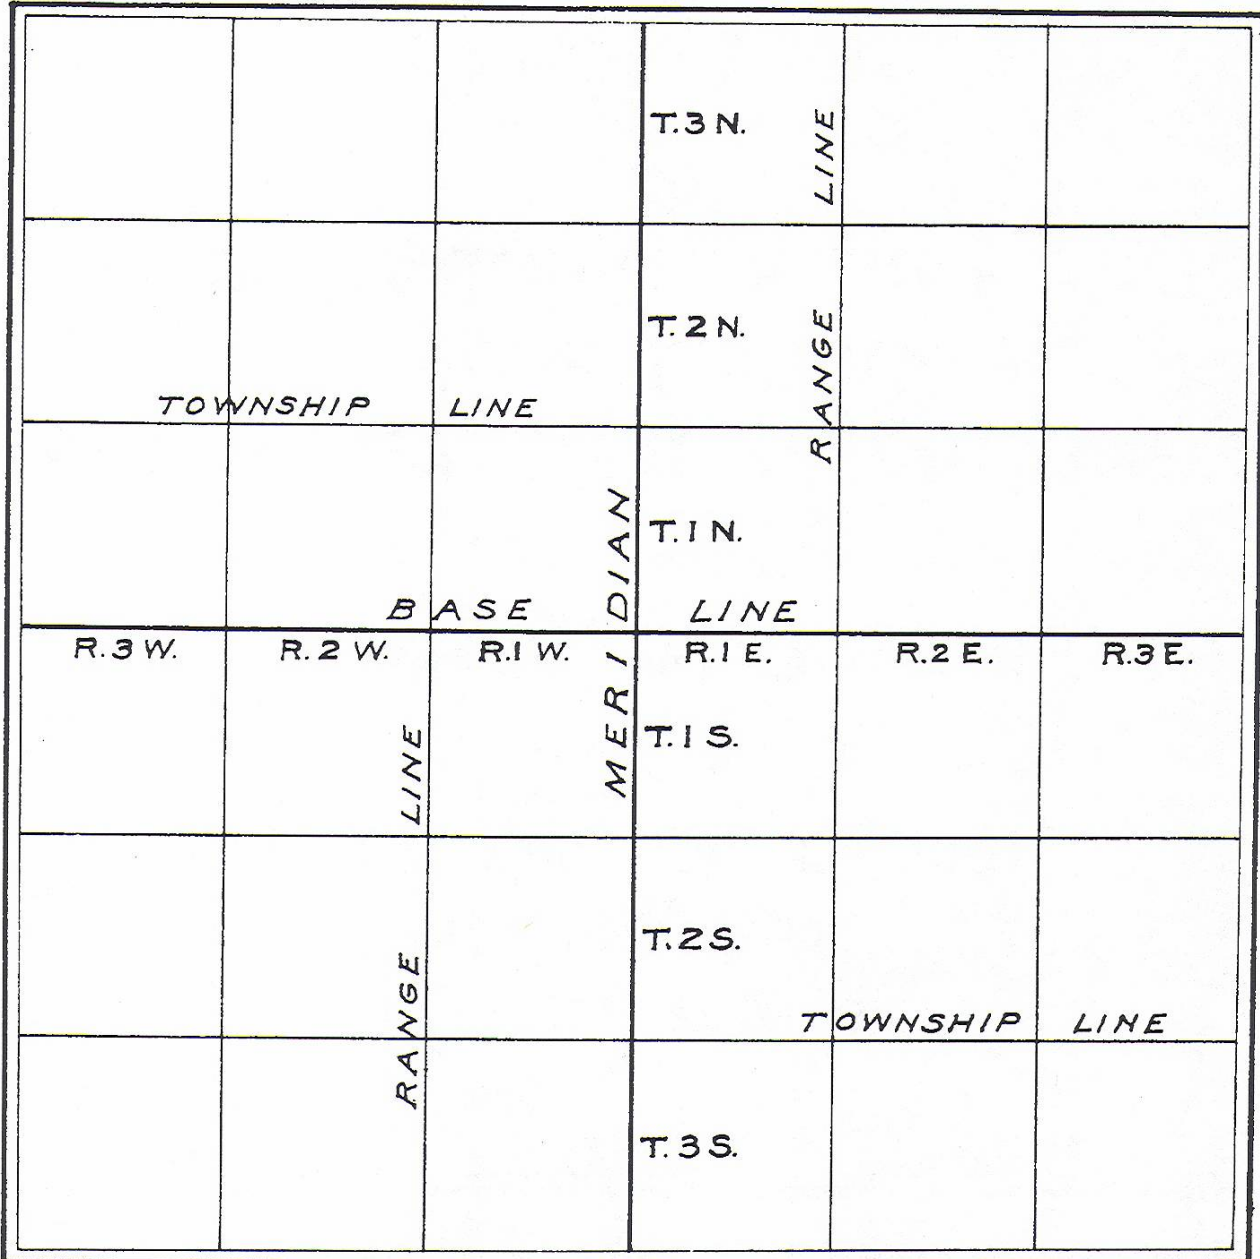 T.3 N.
RANGE LINE
T.2 N.
TOWNSHIP LINE
T.1 N.
MERIDIAN
BASE LINE
R.3 W. R.2 W. R.1 W. R.1 E. R.2 E. R.3 E.
T.1 S.
RANGE LINE
T.2 S.
TOWNSHIP LINE
T.3 S.